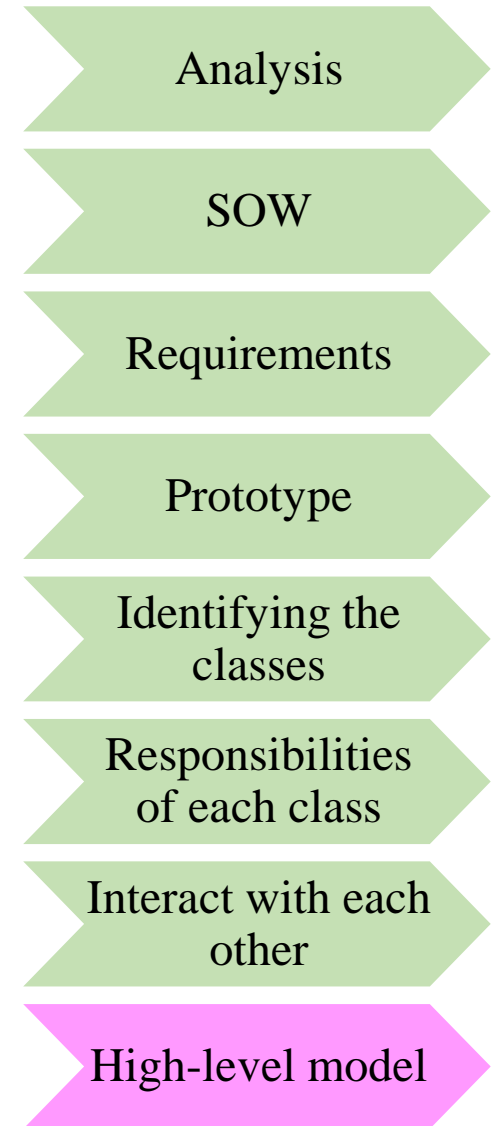 Analysis
SOW
Requirements
Prototype
Identifying the
classes
Responsibilities
of each class
Interact with each
other
High-level model